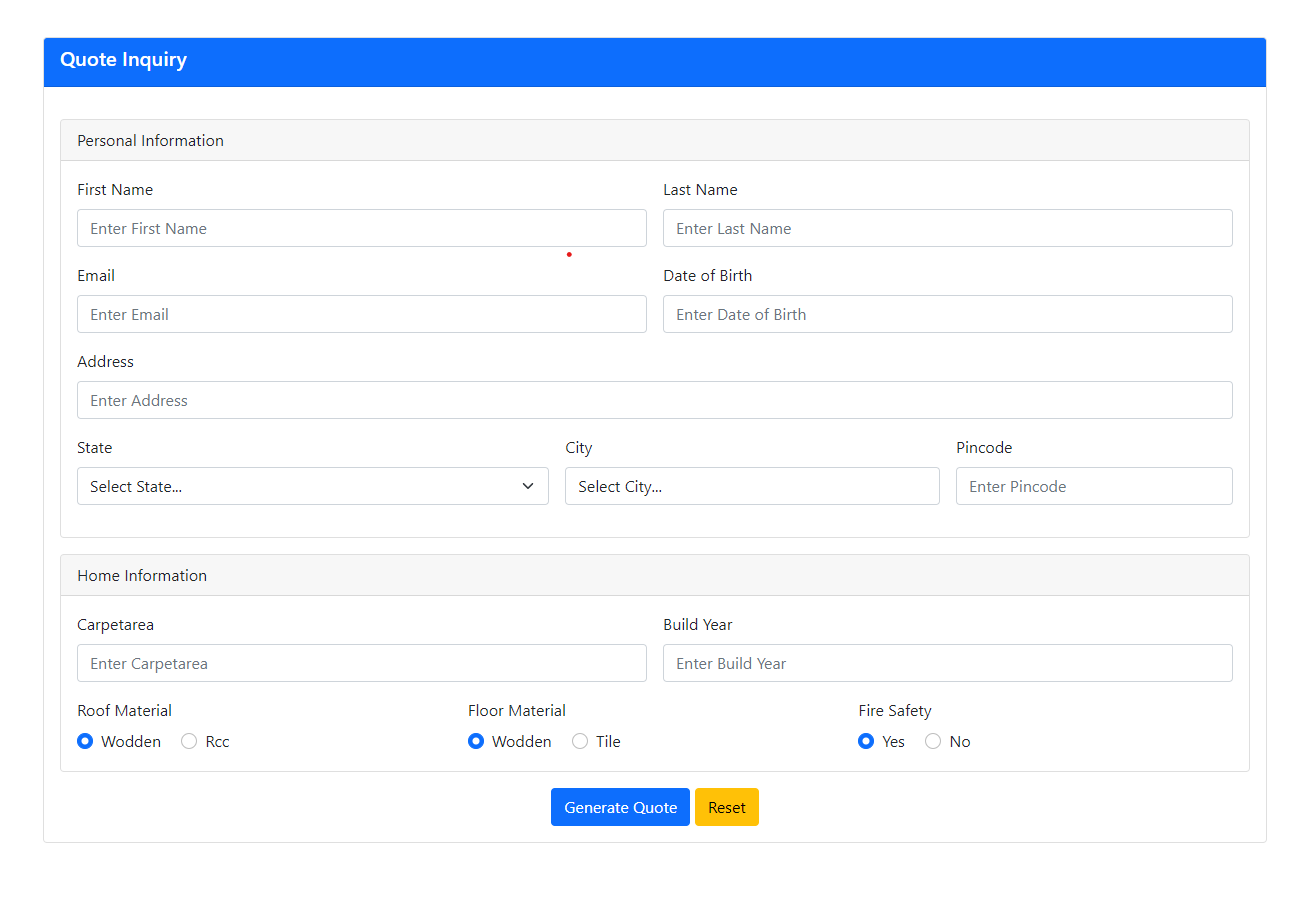 Quote Inquiry
Personal Information
First Name Last Name
Enter First Name Enter Last Name
Email Date of Birth
Enter Email Enter Date of Birth
Address
Enter Address
State City Pincode
Select State... Select City... Enter Pincode
Home Information
Carpetarea Build Year
Enter Carpetarea Enter Build Year
Roof Material Floor Material Fire Safety
Wodden Rcc Wodden Tile Yes No
Generate Quote Reset